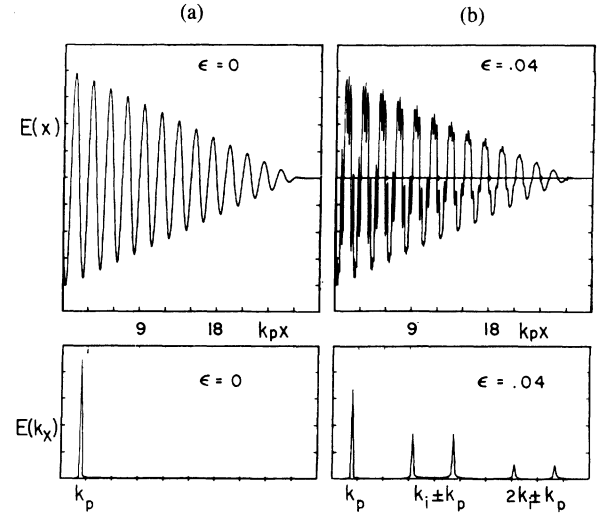 (a)
(b)
ϵ = 0
ϵ = .04
E(x)
9 18 kpx
9 18 kpx
ϵ = 0
ϵ = .04
E(kx)
kp
kp ki ± kp 2ki ± kp